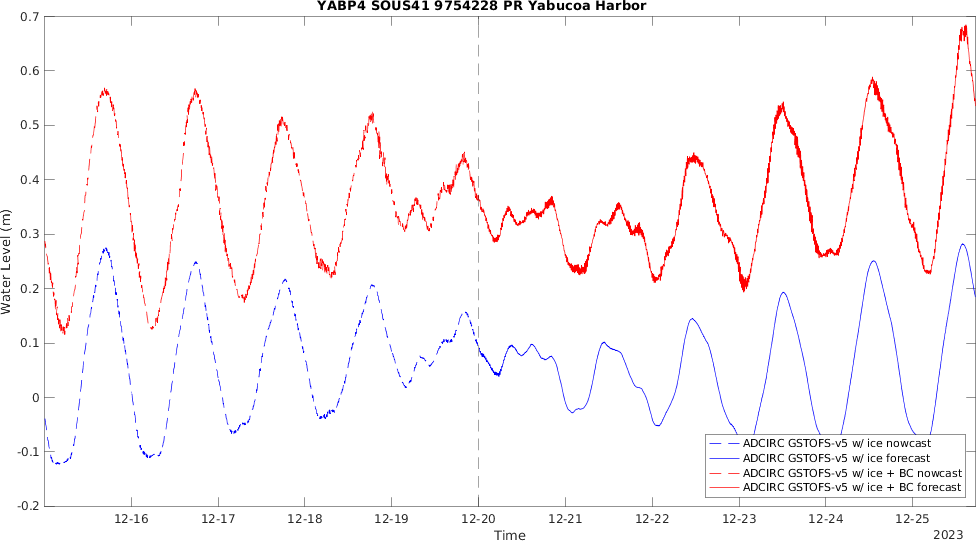 YABP4 SOUS41 9754228 PR Yabucoa Harbor
0.7
0.6
0.5
0.4
0.3
0.2
0.1
0
-0.1
-0.2
Water Level (m)
12-16 12-17 12-18 12-19 12-20 12-21 12-22 12-23 12-24 12-25
Time
2023
ADCIRC GSTOFS-v5 w/ ice nowcast
ADCIRC GSTOFS-v5 w/ ice forecast
ADCIRC GSTOFS-v5 w/ ice + BC nowcast
ADCIRC GSTOFS-v5 w/ ice + BC forecast